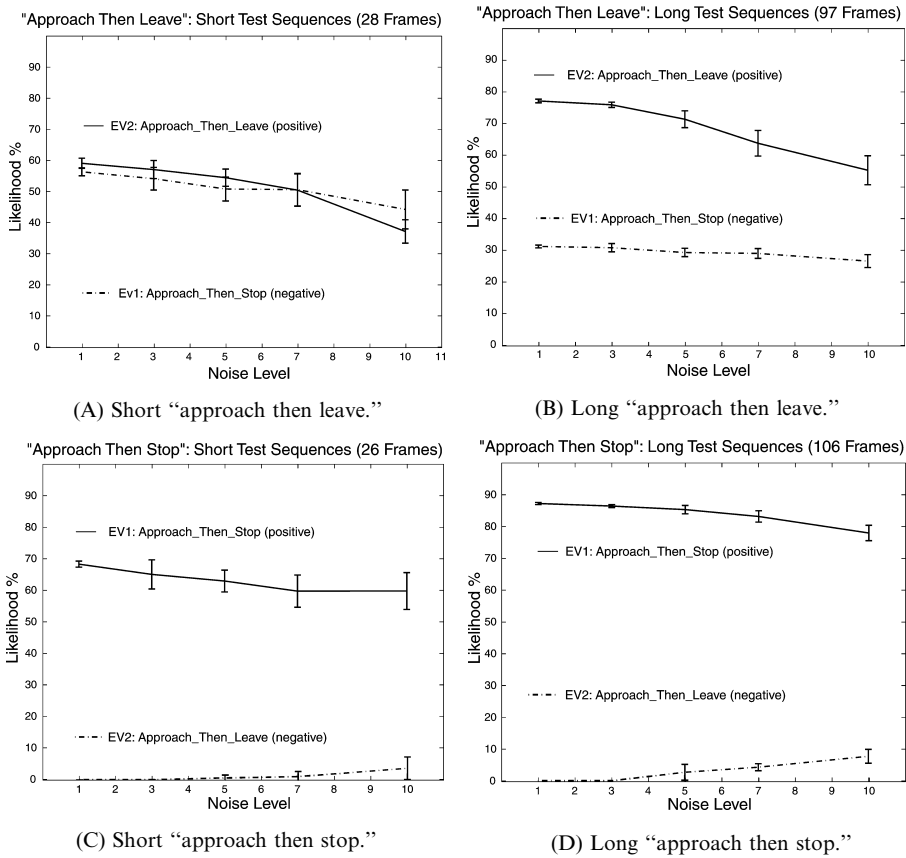 "Approach Then Leave": Short Test Sequences (28 Frames)
90
80
70
60
50
40
30
20
10
0
Likelihood %
EV2: Approach_Then_Leave (positive)
Ev1: Approach_Then_Stop (negative)
1 2 3 4 5 6 7 8 9 10 11
Noise Level
(A) Short “approach then leave.”
"Approach Then Leave": Long Test Sequences (97 Frames)
90
80
70
60
50
40
30
20
10
0
Likelihood %
EV2: Approach_Then_Leave (positive)
EV1: Approach_Then_Stop (negative)
1 2 3 4 5 6 7 8 9 10
Noise Level
(B) Long “approach then leave.”
"Approach Then Stop": Short Test Sequences (26 Frames)
90
80
70
60
50
40
30
20
10
0
Likelihood %
EV1: Approach_Then_Stop (positive)
EV2: Approach_Then_Leave (negative)
1 2 3 4 5 6 7 8 9 10
Noise Level
(C) Short “approach then stop.”
"Approach Then Stop": Long Test Sequences (106 Frames)
90
80
70
60
50
40
30
20
10
0
Likelihood %
EV1: Approach_Then_Stop (positive)
EV2: Approach_Then_Leave (negative)
1 2 3 4 5 6 7 8 9 10
Noise Level
(D) Long “approach then stop.”